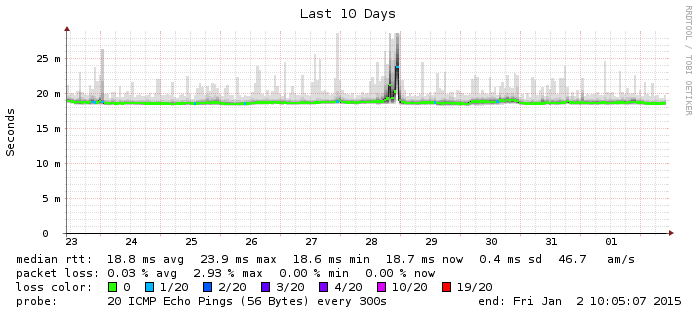 Last 10 Days
RRDTOOL / TOBI OETIKER
Seconds
25 m
20 m
15 m
10 m
5 m
0
23 24 25 26 27 28 29 30 31 01
median rtt: 18.8 ms avg 23.9 ms max 18.6 ms min 18.7 ms now 0.4 ms sd 46.7 am/s
packet loss: 0.03 % avg 2.93 % max 0.00 % min 0.00 % now
loss color: 0 1/20 2/20 3/20 4/20 10/20 19/20
probe: 20 ICMP Echo Pings (56 Bytes) every 300s end: Fri Jan 2 10:05:07 2015